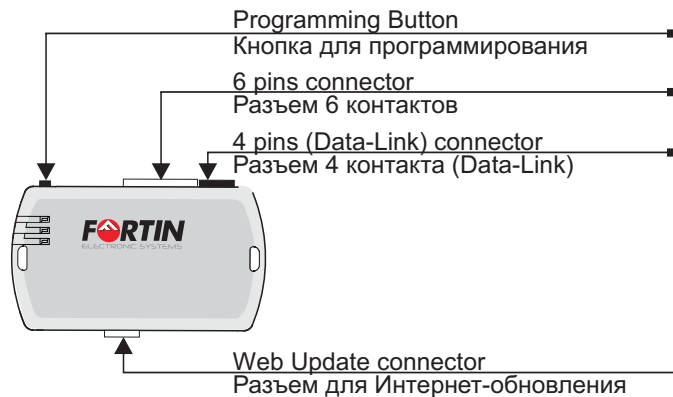 Programming Button
Кнопка для программирования
6 pins connector
Разъем 6 контактов
4 pins (Data-Link) connector
Разъем 4 контакта (Data-Link)
FORTIN
ELECTRONIC SYSTEMS
Web Update connector
Разъем для Интернет-обновления